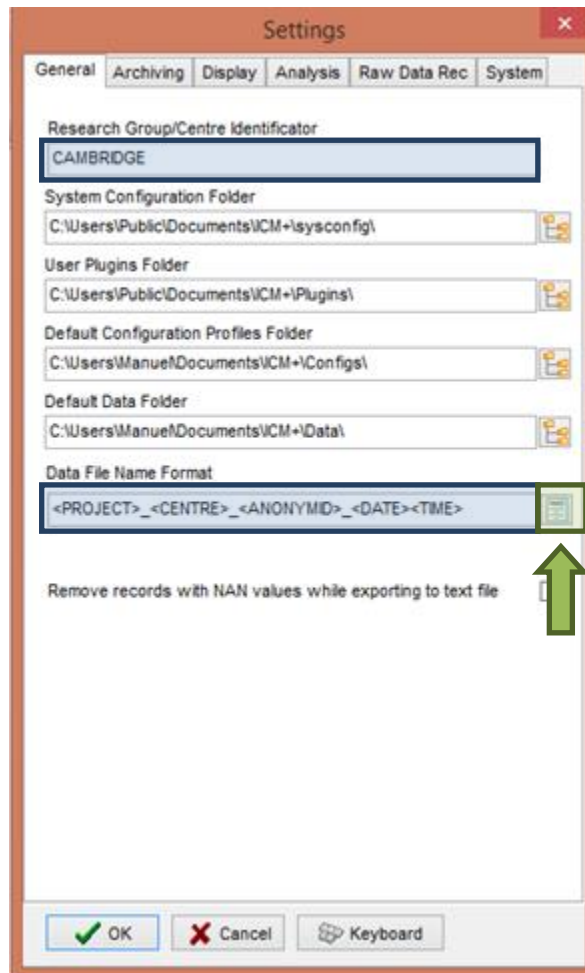 Settings
General Archiving Display Analysis Raw Data Rec System
Research Group/Centre Identificator
CAMBRIDGE
System Configuration Folder
C:\Users\Public\Documents\ICM+\sysconfig\
User Plugins Folder
C:\Users\Public\Documents\ICM+\Plugins\
Default Configuration Profiles Folder
C:\Users\Manuel\Documents\ICM+\Configs\
Default Data Folder
C:\Users\Manuel\Documents\ICM+\Data\
Data File Name Format
<PROJECT>_<CENTRE>_<ANONYMID>_<DATE><TIME>
Remove records with NAN values while exporting to text file
OK Cancel Keyboard